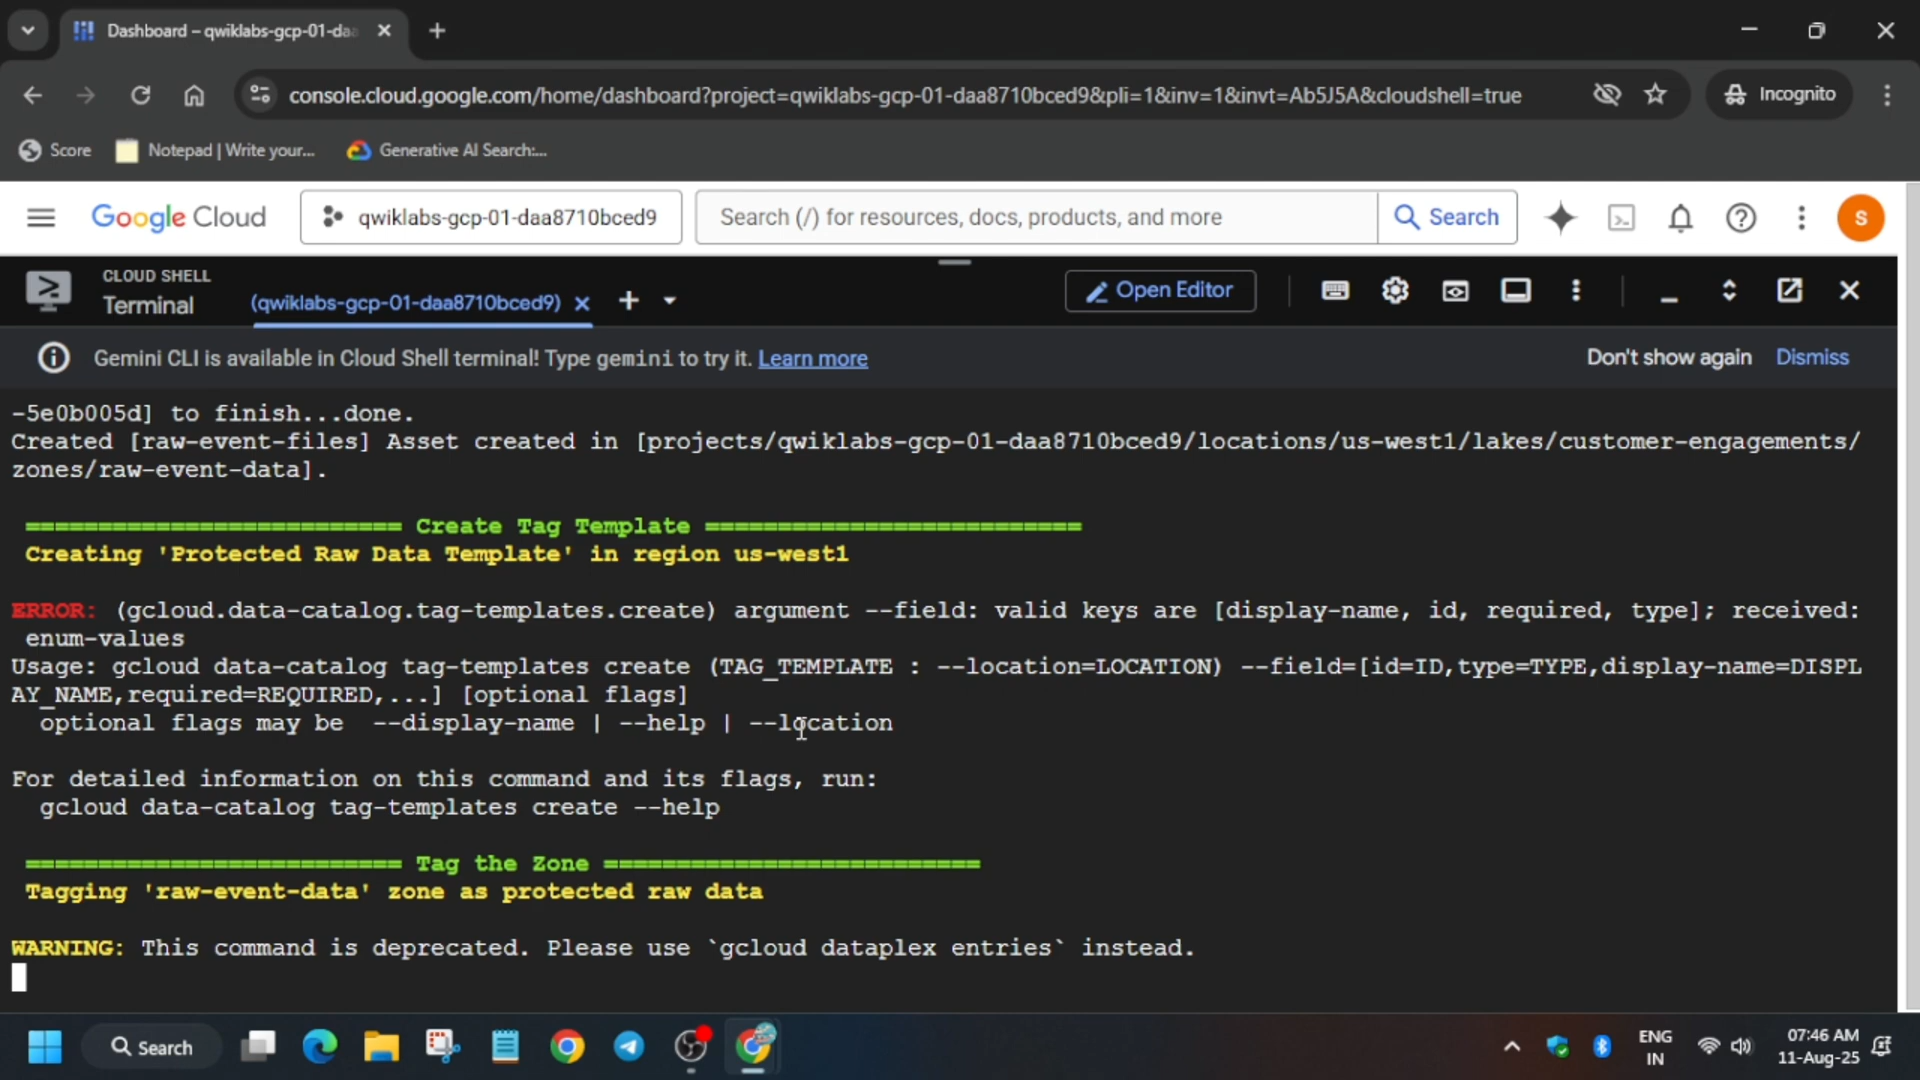 Dashboard – qwiklabs-gcp-01-daa
console.cloud.google.com/home/dashboard?project=qwiklabs-gcp-01-daa8710bced9&pli=1&inv=1&invt=Ab5J5A&cloudshell=true
Incognito
Score
Notepad | Write your...
Generative AI Search:...
Google Cloud
qwiklabs-gcp-01-daa8710bced9
Search (/) for resources, docs, products, and more
Search
S
CLOUD SHELL
Terminal
(qwiklabs-gcp-01-daa8710bced9)
Open Editor
Gemini CLI is available in Cloud Shell terminal! Type gemini to try it. Learn more
Don't show again
Dismiss
-5e0b005d] to finish...done.
Created [raw-event-files] Asset created in [projects/qwiklabs-gcp-01-daa8710bced9/locations/us-west1/lakes/customer-engagements/
zones/raw-event-data].
========================== Create Tag Template ==========================
Creating 'Protected Raw Data Template' in region us-west1
ERROR: (gcloud.data-catalog.tag-templates.create) argument --field: valid keys are [display-name, id, required, type]; received:
enum-values
Usage: gcloud data-catalog tag-templates create (TAG_TEMPLATE : --location=LOCATION) --field=[id=ID,type=TYPE,display-name=DISPL
AY_NAME,required=REQUIRED,...] [optional flags]
optional flags may be --display-name | --help | --location
For detailed information on this command and its flags, run:
gcloud data-catalog tag-templates create --help
========================== Tag the Zone ==========================
Tagging 'raw-event-data' zone as protected raw data
WARNING: This command is deprecated. Please use `gcloud dataplex entries` instead.
Search
ENG
IN
07:46 AM
11-Aug-25